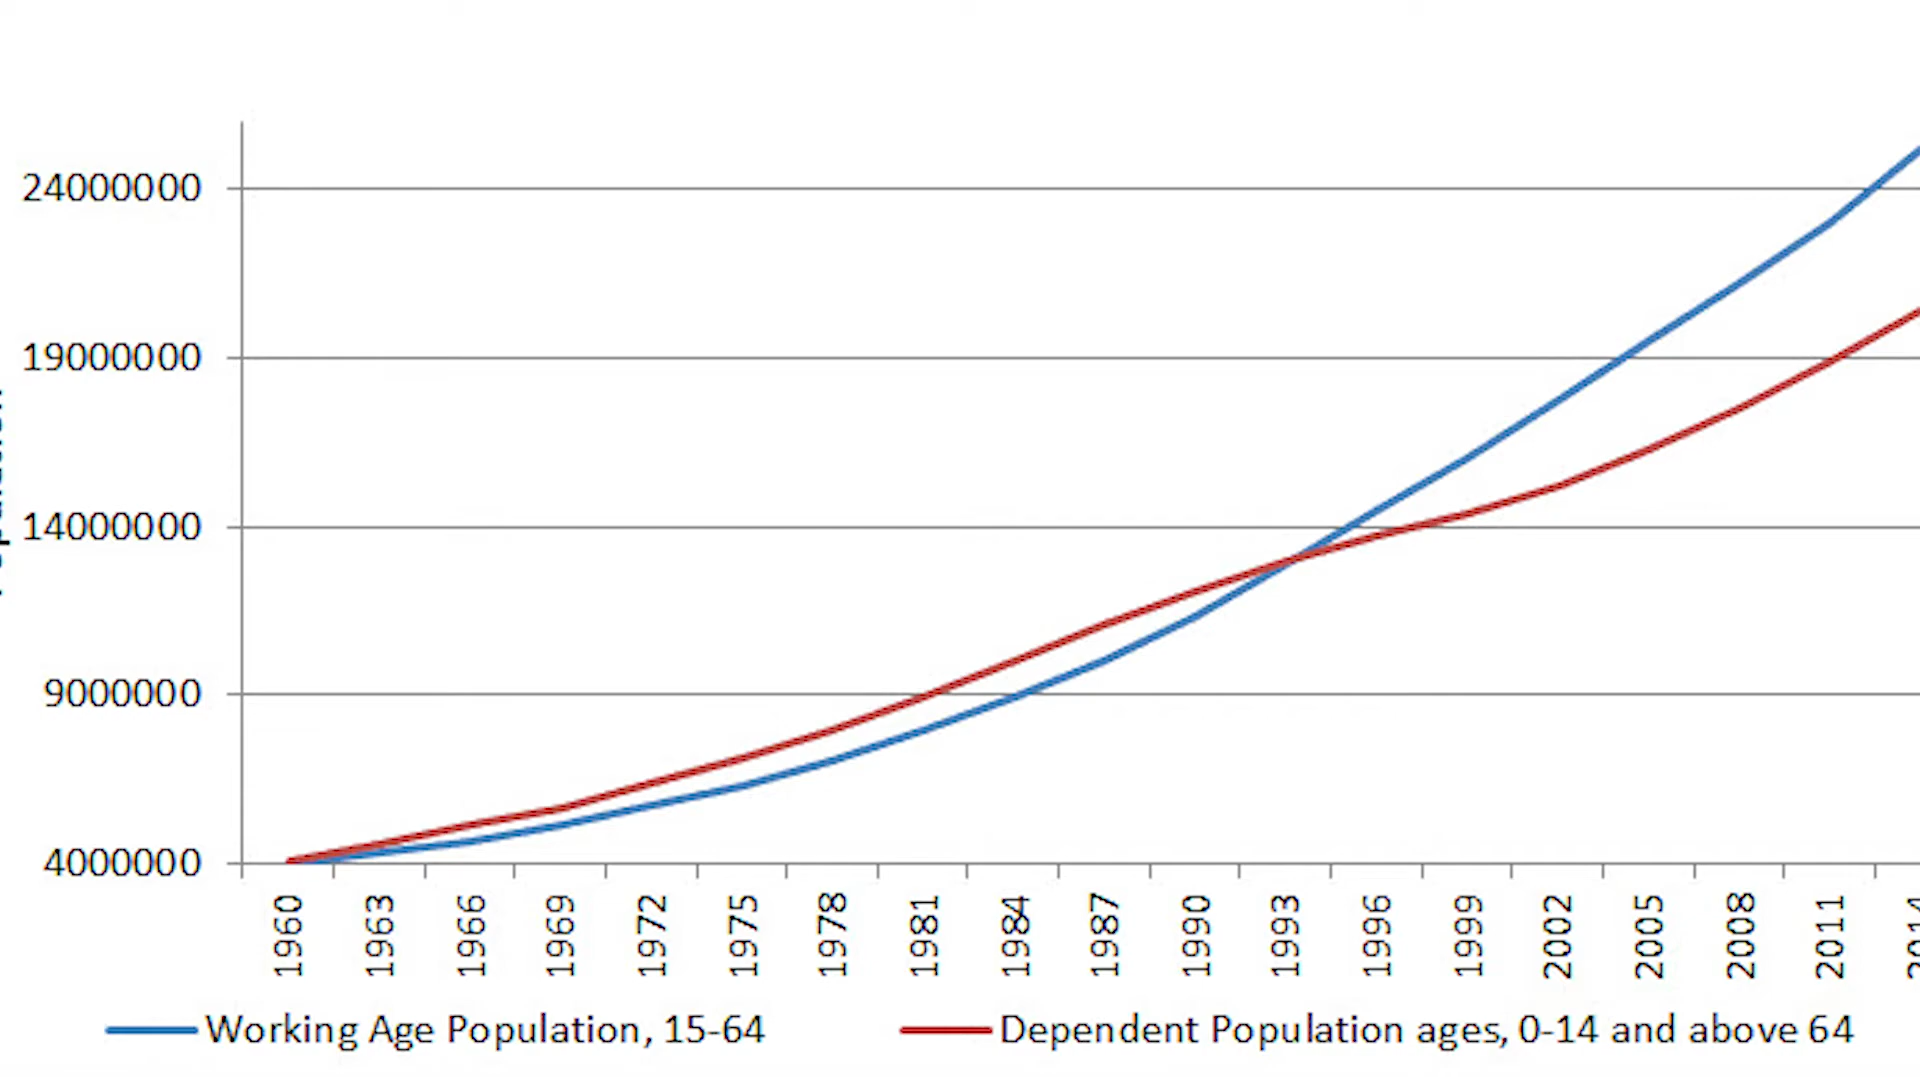 24000000
19000000
14000000
9000000
4000000
1960 1963 1966 1969 1972 1975 1978 1981 1984 1987 1990 1993 1996 1999 2002 2005 2008 2011
Working Age Population, 15-64 Dependent Population ages, 0-14 and above 64